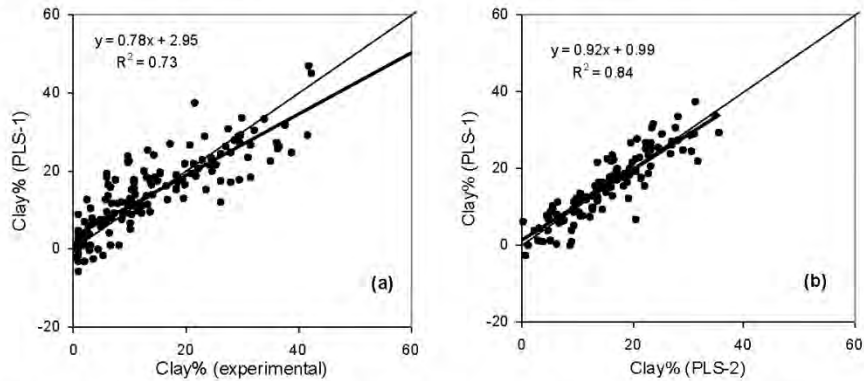 60
y = 0.78x + 2.95
R² = 0.73
40
20
0
-20
Clay% (PLS-1)
(a)
0
20
40
60
Clay% (experimental)
60
y = 0.92x + 0.99
R² = 0.84
40
20
0
-20
Clay% (PLS-1)
(b)
0
20
40
60
Clay% (PLS-2)